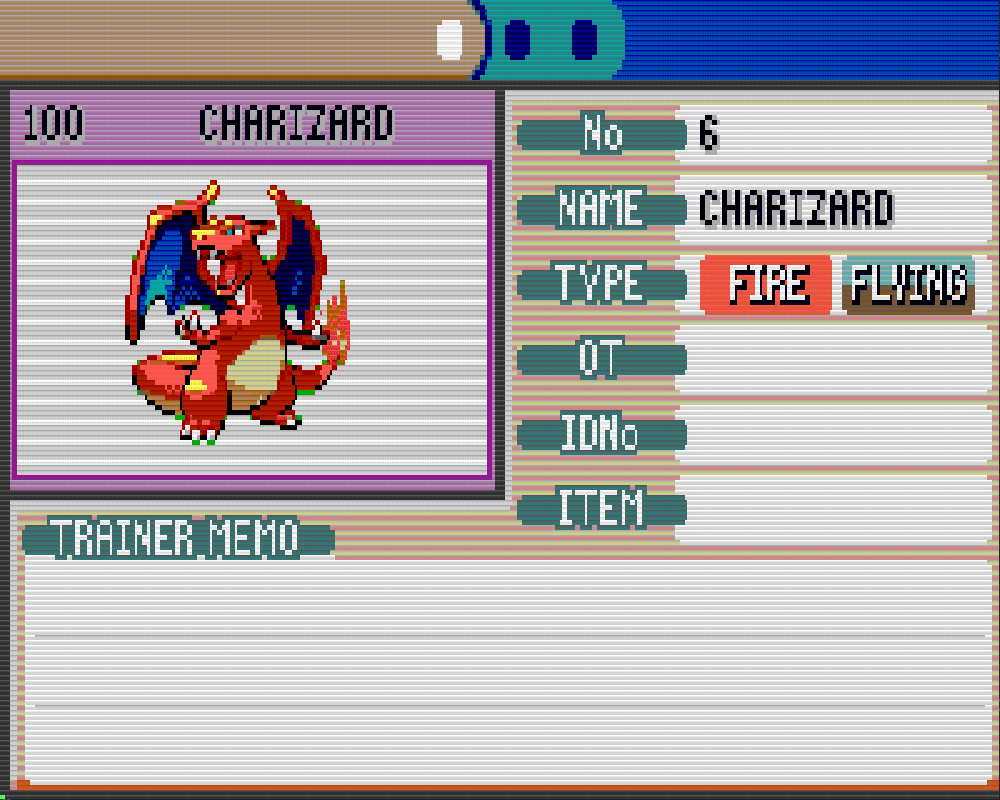 100 CHARIZARD
No 6
NAME CHARIZARD
TYPE FIRE FLYING
OT
IDNo
ITEM
TRAINER MEMO